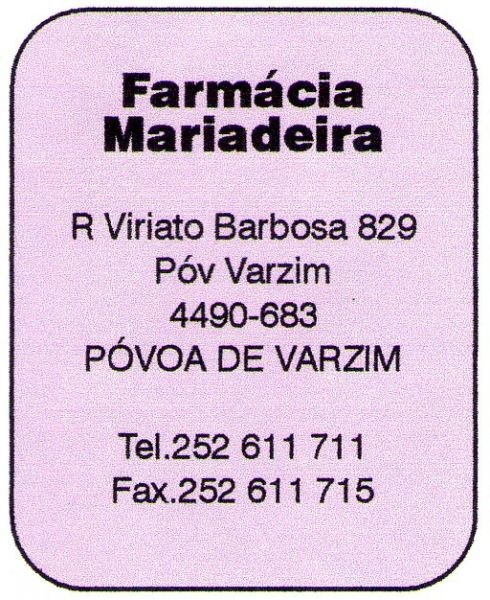 Farmácia
Mariadeira
R Viriato Barbosa 829
Póv Varzim
4490-683
PÓVOA DE VARZIM
Tel.252 611 711
Fax.252 611 715